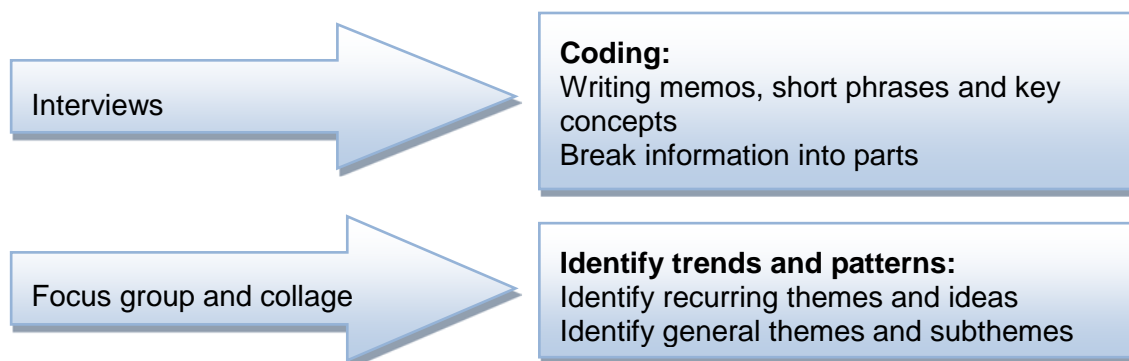 Interviews
Coding:
Writing memos, short phrases and key
concepts
Break information into parts
Focus group and collage
Identify trends and patterns:
Identify recurring themes and ideas
Identify general themes and subthemes